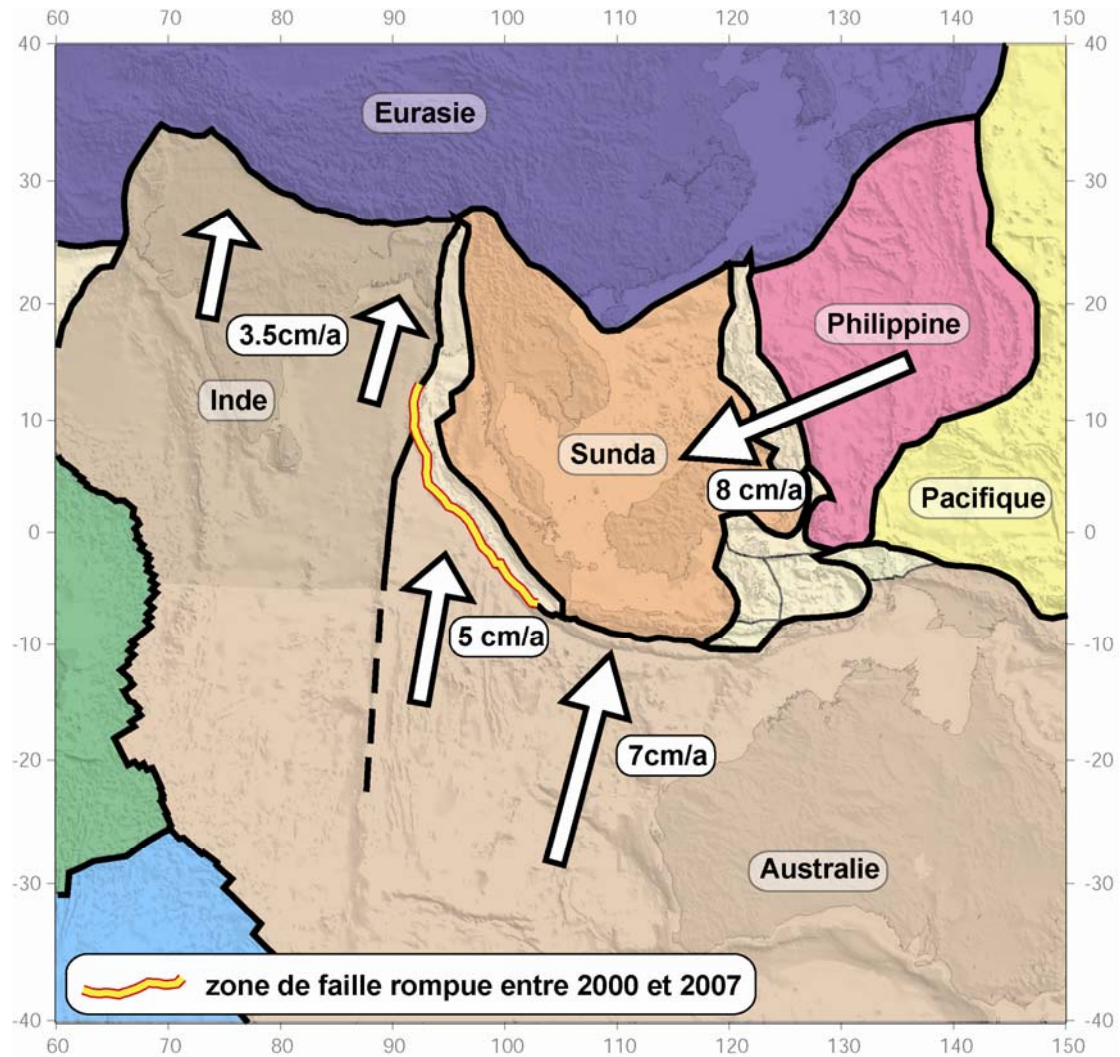 60 70 80 90 100 110 120 130 140 150
40 40
Eurasie
30 30
20 20
Philippine
3.5cm/a
Inde
10 10
Sunda
8 cm/a
Pacifique
0 0
5 cm/a
-10 -10
7cm/a
-20 -20
Australie
-30 -30
zone de faille rompue entre 2000 et 2007
-40 -40
60 70 80 90 100 110 120 130 140 150